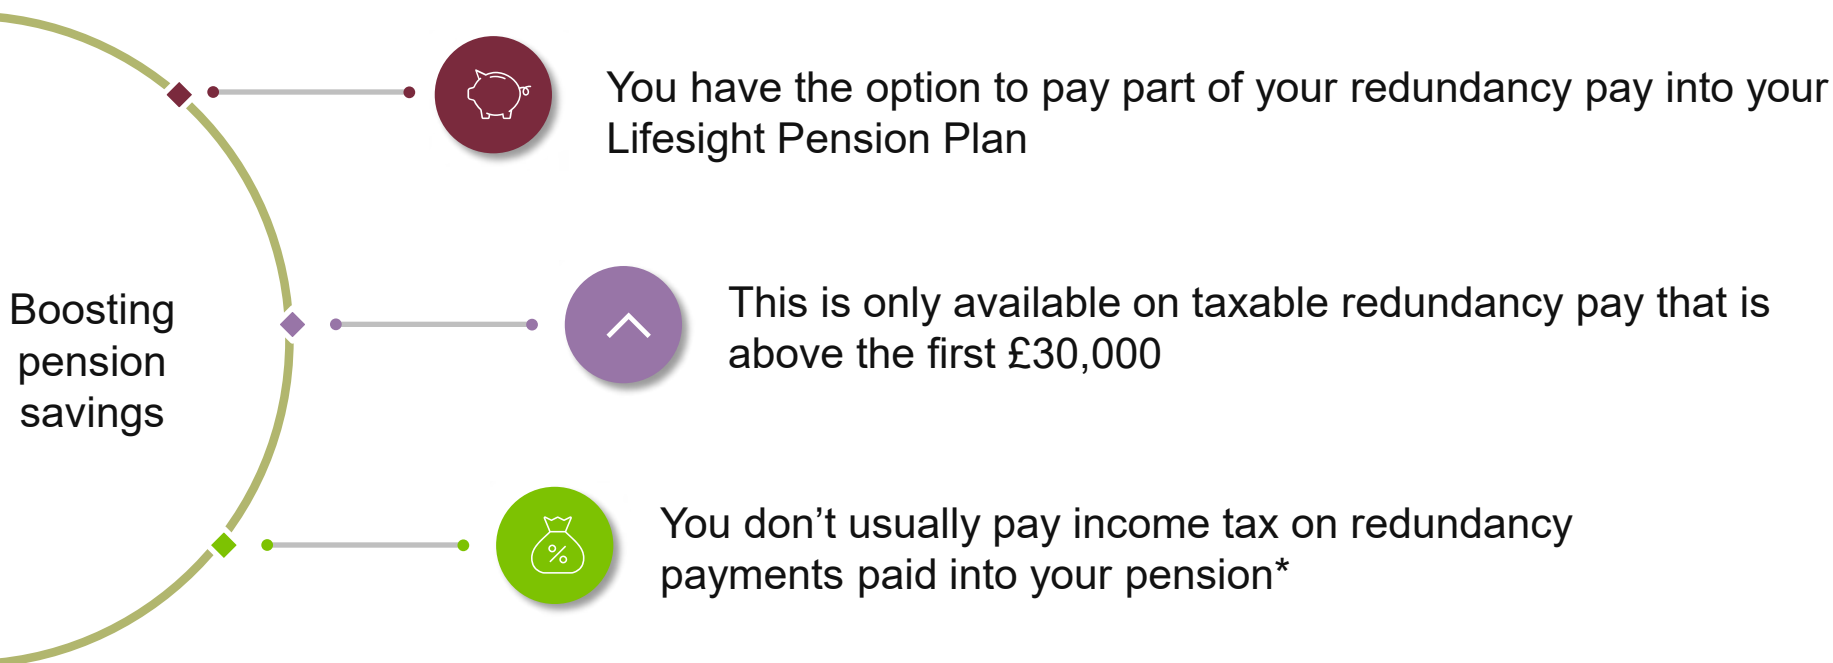 You have the option to pay part of your redundancy pay into your
Lifesight Pension Plan
Boosting
pension
savings
This is only available on taxable redundancy pay that is
above the first £30,000
You don’t usually pay income tax on redundancy
payments paid into your pension*
%